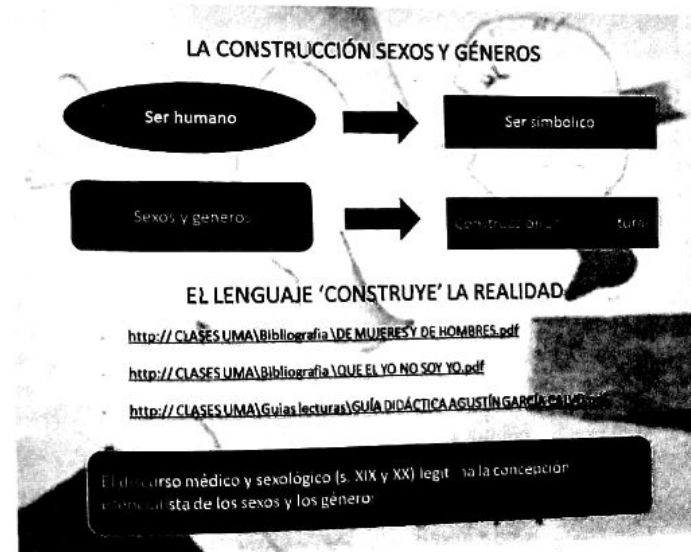 LA CONSTRUCCIÓN SEXOS Y GÉNEROS
Ser humano
Ser simbólico
Sexos y géneros
Construcción
EL LENGUAJE ‘CONSTRUYE’ LA REALIDAD
http:// CLASES UMA\Bibliografia\DE MUJERES Y DE HOMBRES.pdf
http:// CLASES UMA\Bibliografia\QUE EL YO NO SOY YO.pdf
http:// CLASES UMA\Guias lecturas\GUÍA DIDÁCTICA AGUSTÍN GARCÍA
El discurso médico y sexológico (s. XIX y XX) la concepción
de los sexos y los género